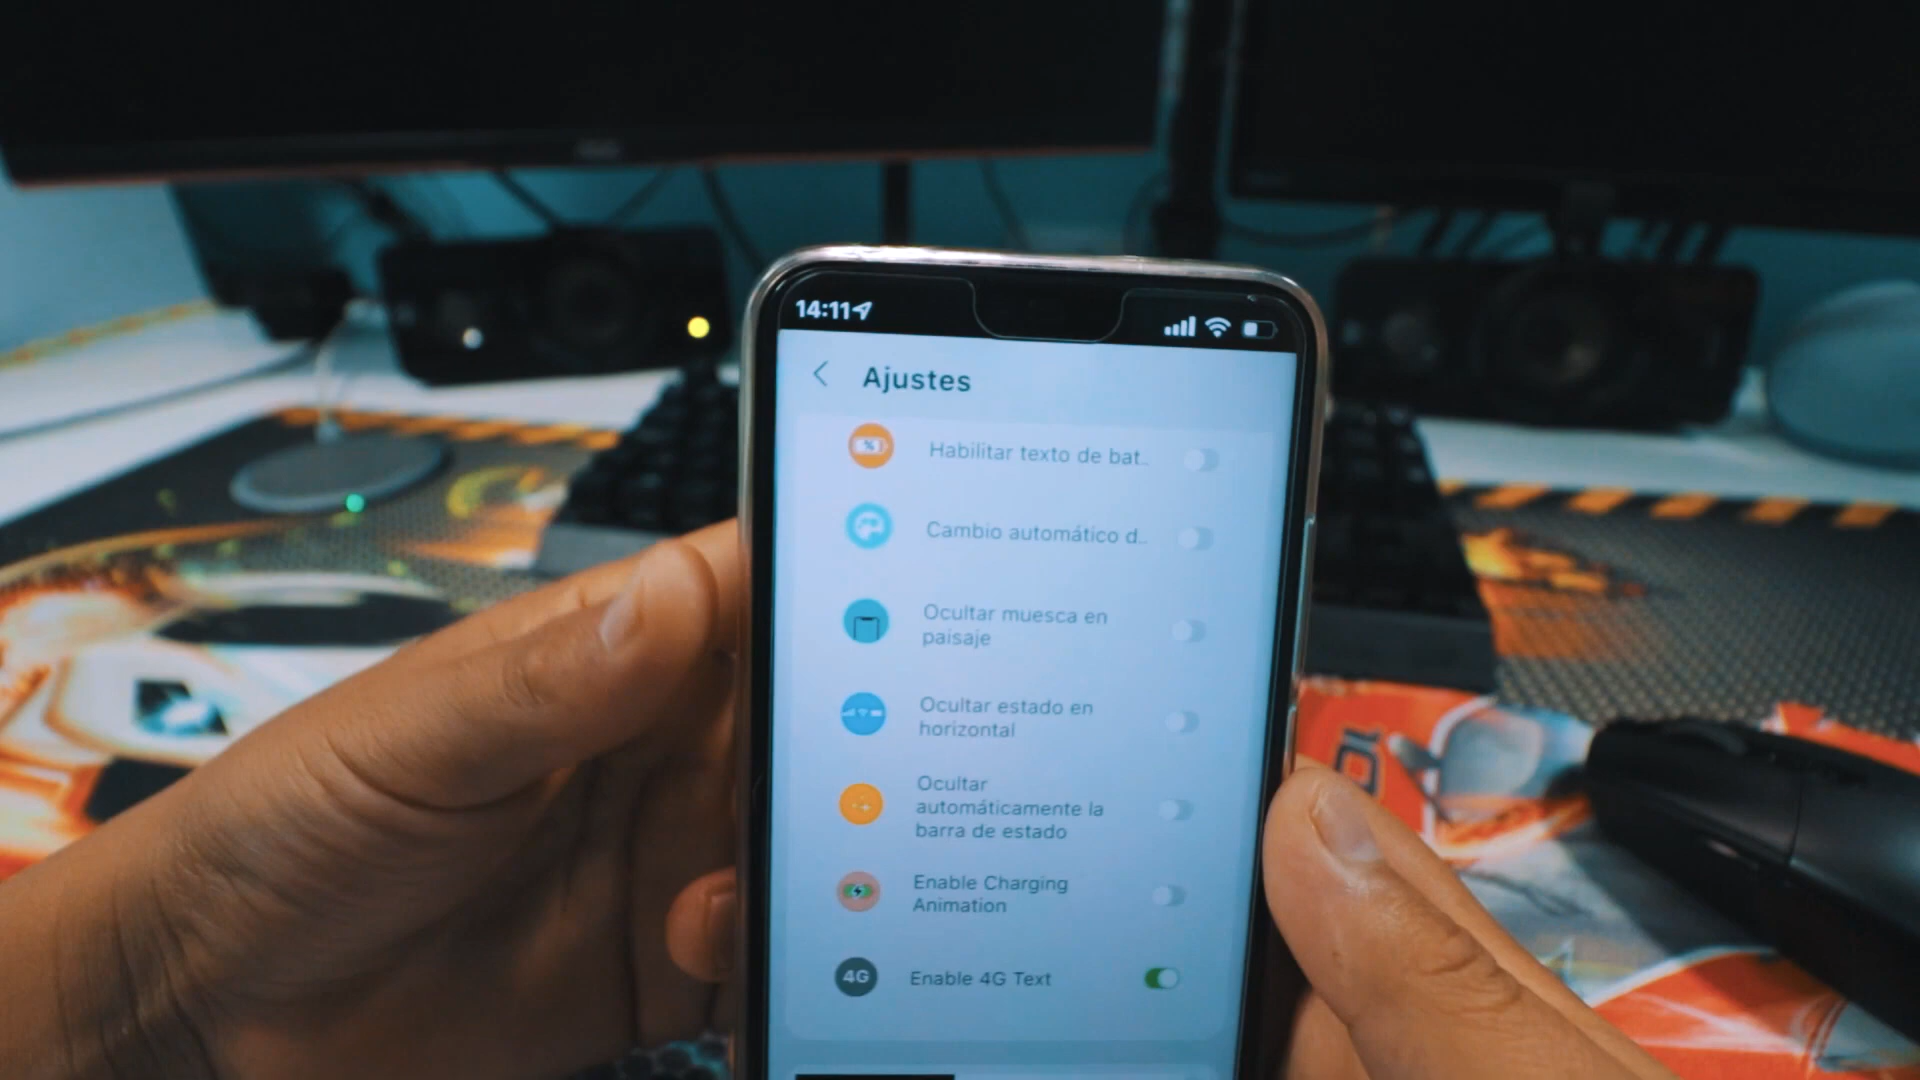 14:11
Ajustes
Habilitar texto de bat..
Cambio automático d..
Ocultar muesca en
paisaje
Ocultar estado en
horizontal
Ocultar
automáticamente la
barra de estado
Enable Charging
Animation
4G Enable 4G Text